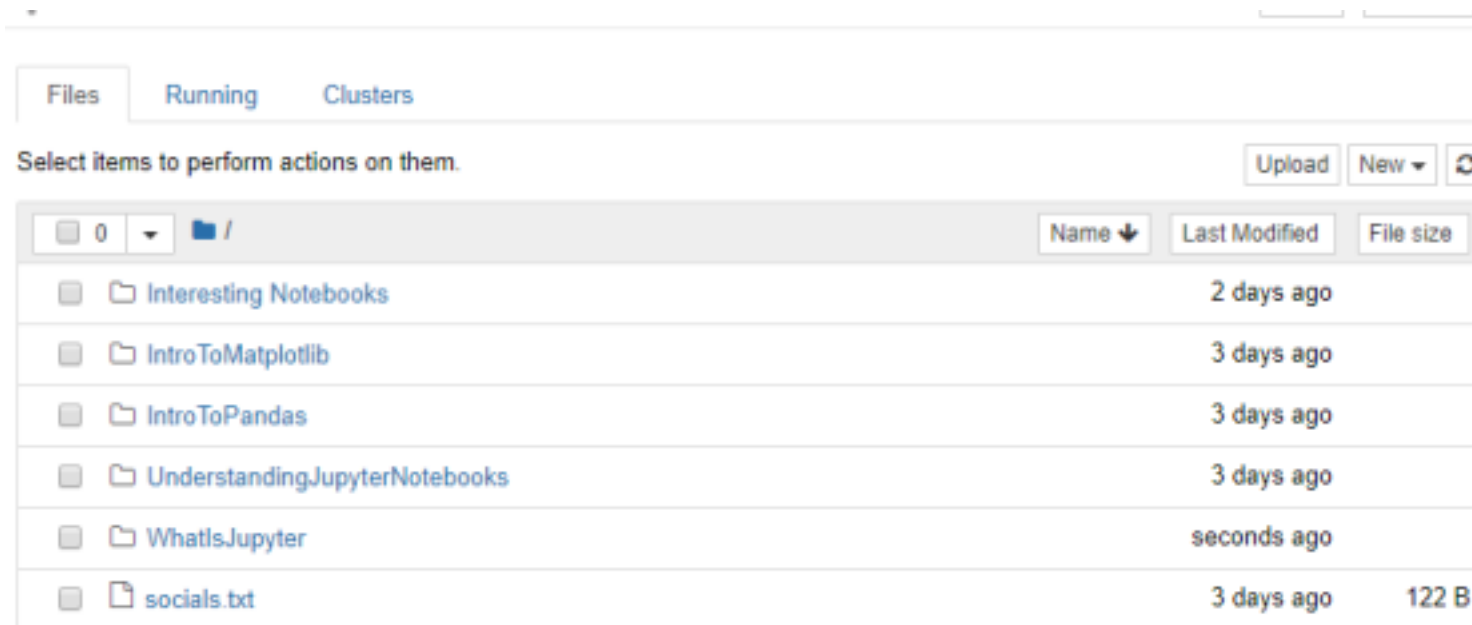 Files Running Clusters
Select items to perform actions on them. Upload New
0 / Name Last Modified File size
Interesting Notebooks 2 days ago
IntroToMatplotlib 3 days ago
IntroToPandas 3 days ago
UnderstandingJupyterNotebooks 3 days ago
WhatIsJupyter seconds ago
socials.txt 3 days ago 122 B